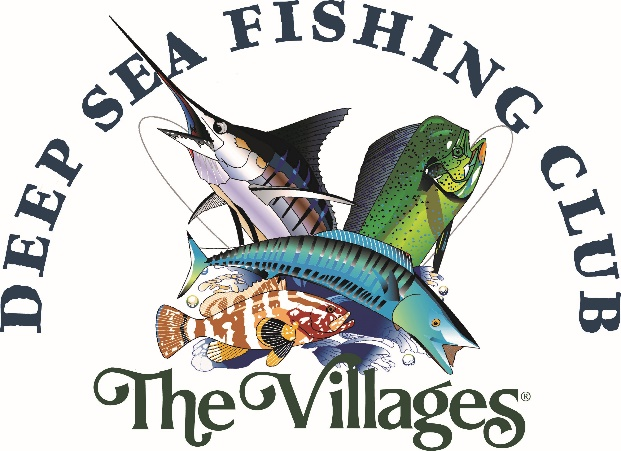 DEEP SEA FISHING CLUB
The Villages®